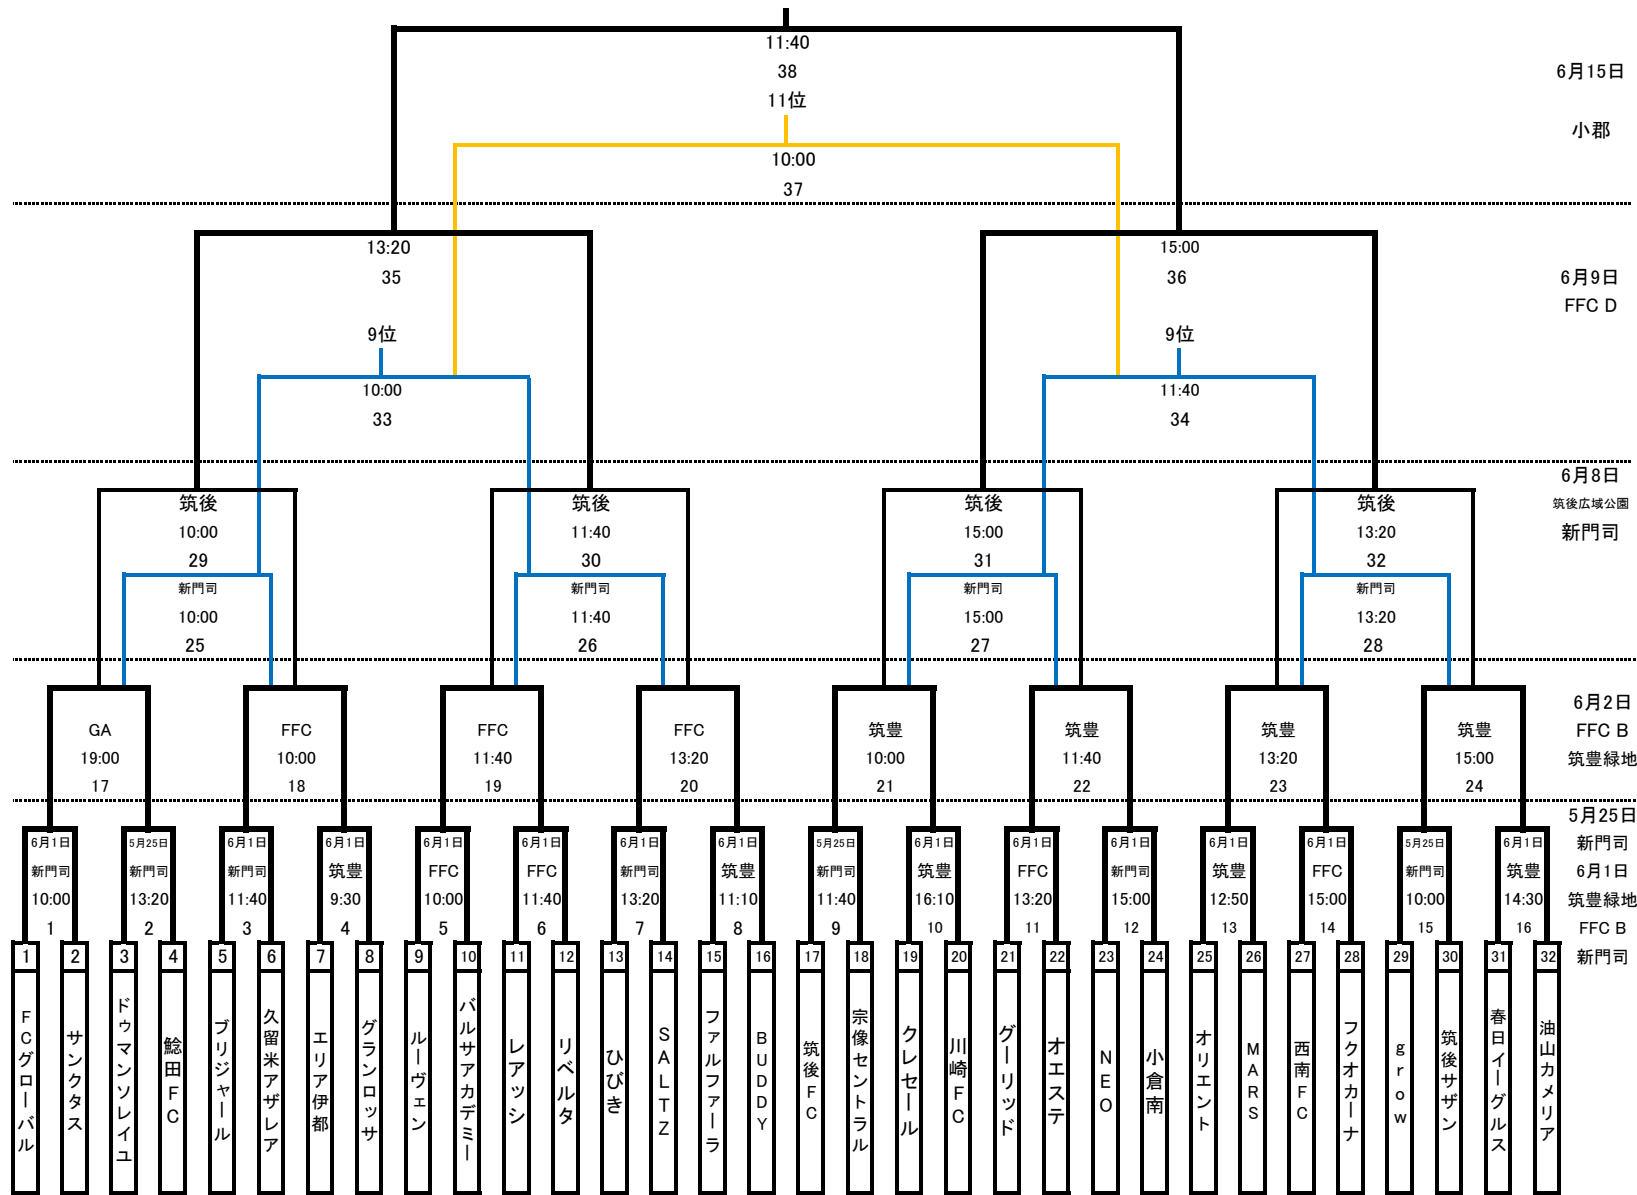 11:40
38
6月15日
11位
小郡
10:00
37
13:20
15:00
35
36
6月9日
FFC D
9位
9位
10:00
11:40
33
34
6月8日
筑後
筑後
筑後
筑後
筑後広域公園
10:00
11:40
15:00
13:20
新門司
29
30
31
32
新門司
新門司
新門司
新門司
10:00
11:40
15:00
13:20
25
26
27
28
6月2日
GA
FFC
FFC
FFC
筑豊
筑豊
筑豊
筑豊
FFC B
19:00
10:00
11:40
13:20
10:00
11:40
13:20
15:00
筑豊緑地
17
18
19
20
21
22
23
24
5月25日
6月1日
5月25日
6月1日
6月1日
6月1日
6月1日
6月1日
6月1日
5月25日
6月1日
6月1日
6月1日
6月1日
6月1日
5月25日
6月1日
新門司
新門司
新門司
新門司
筑豊
FFC
FFC
新門司
筑豊
新門司
筑豊
FFC
新門司
筑豊
FFC
新門司
筑豊
6月1日
10:00
13:20
11:40
9:30
10:00
11:40
13:20
11:10
11:40
16:10
13:20
15:00
12:50
15:00
10:00
14:30
筑豊緑地
1
2
3
4
5
6
7
8
9
10
11
12
13
14
15
16
FFC B
1
2
3
4
5
6
7
8
9
10
11
12
13
14
15
16
17
18
19
20
21
22
23
24
25
26
27
28
29
30
31
32
新門司
FCグローバル
サンクタス
ドゥマンソレイユ
鯰田FC
ブリジャール
久留米アザレア
エリア伊都
グランロッサ
ルーヴェン
バルサアカデミー
レアッシ
リベルタ
ひびき
SALTZ
ファルファーラ
BUDDY
筑後FC
宗像セントラル
クレセール
川崎FC
グーリッド
オエステ
NEO
小倉南
オリエント
MARS
西南FC
フクオカーナ
grow
筑後サザン
春日イーグルス
油山カメリア